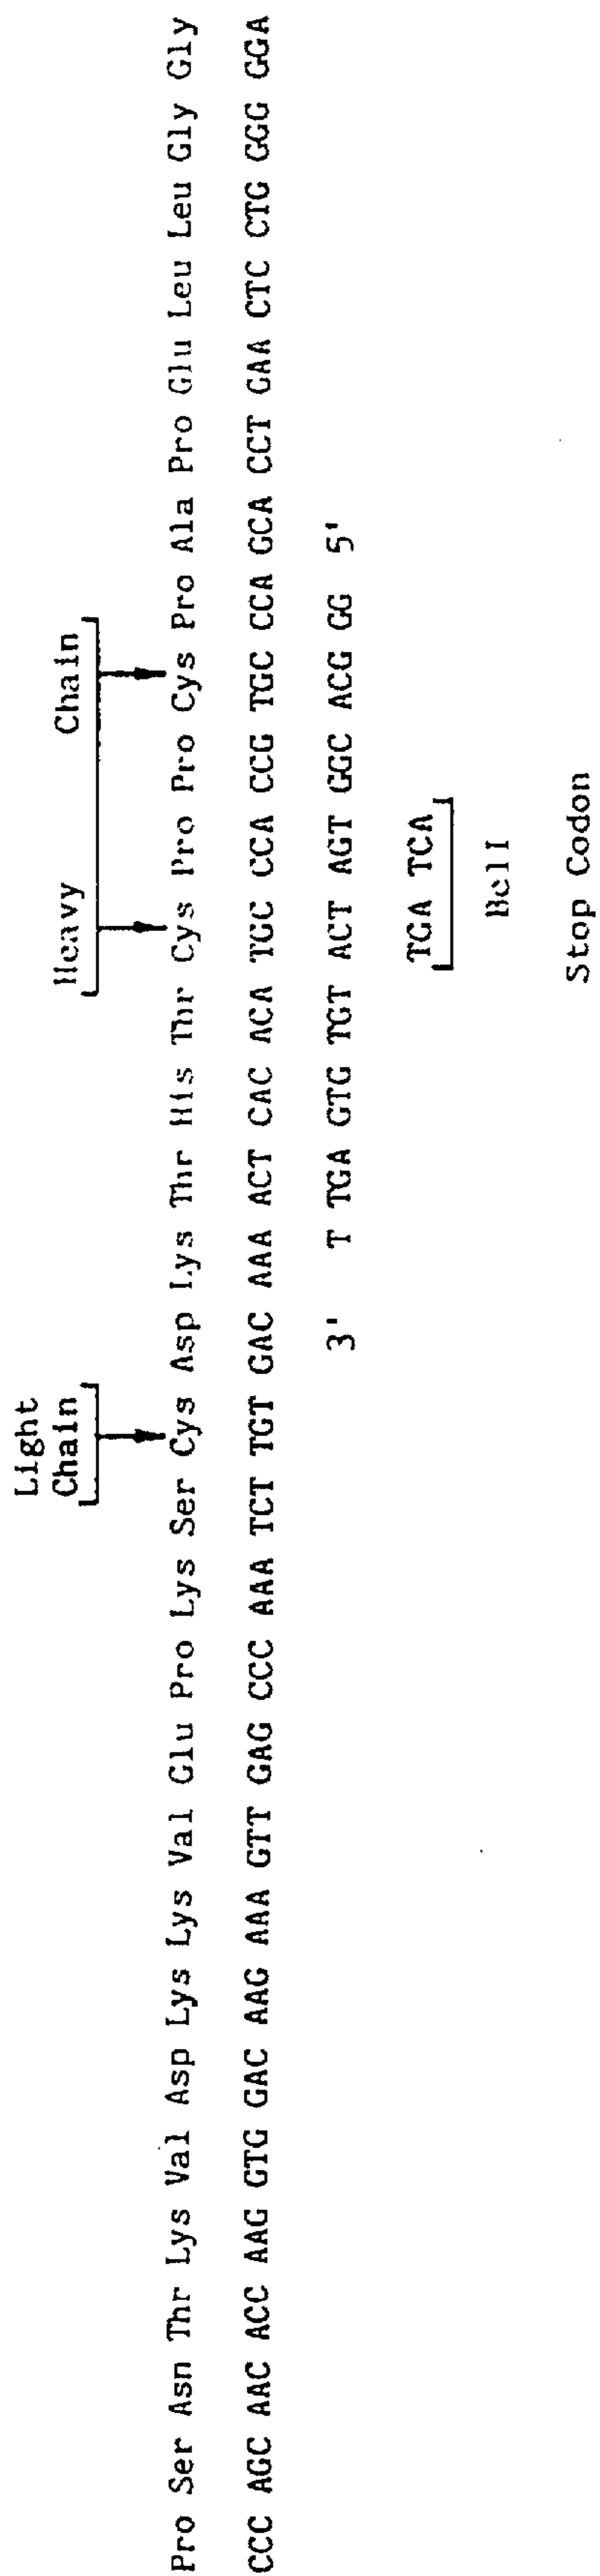 Light
Chain
Heavy Chain
Pro Ser Asn Thr Lys Val Asp Lys Lys Val Glu Pro Lys Ser Cys Asp Lys Thr His Thr Cys Pro Pro Cys Pro Ala Pro Glu Leu Leu Gly Gly
CCC AGC AAC ACC AAG GTG GAC AAG AAA GTT GAG CCC AAA TCT TGT GAC AAA ACT CAC ACA TGC CCA CCG TGC CCA GCA CCT GAA CTC CTG GGG GGA
3' T TGA GTG TGT ACT AGT GGC ACG GG 5'
TGA TCA
BclI
Stop Codon